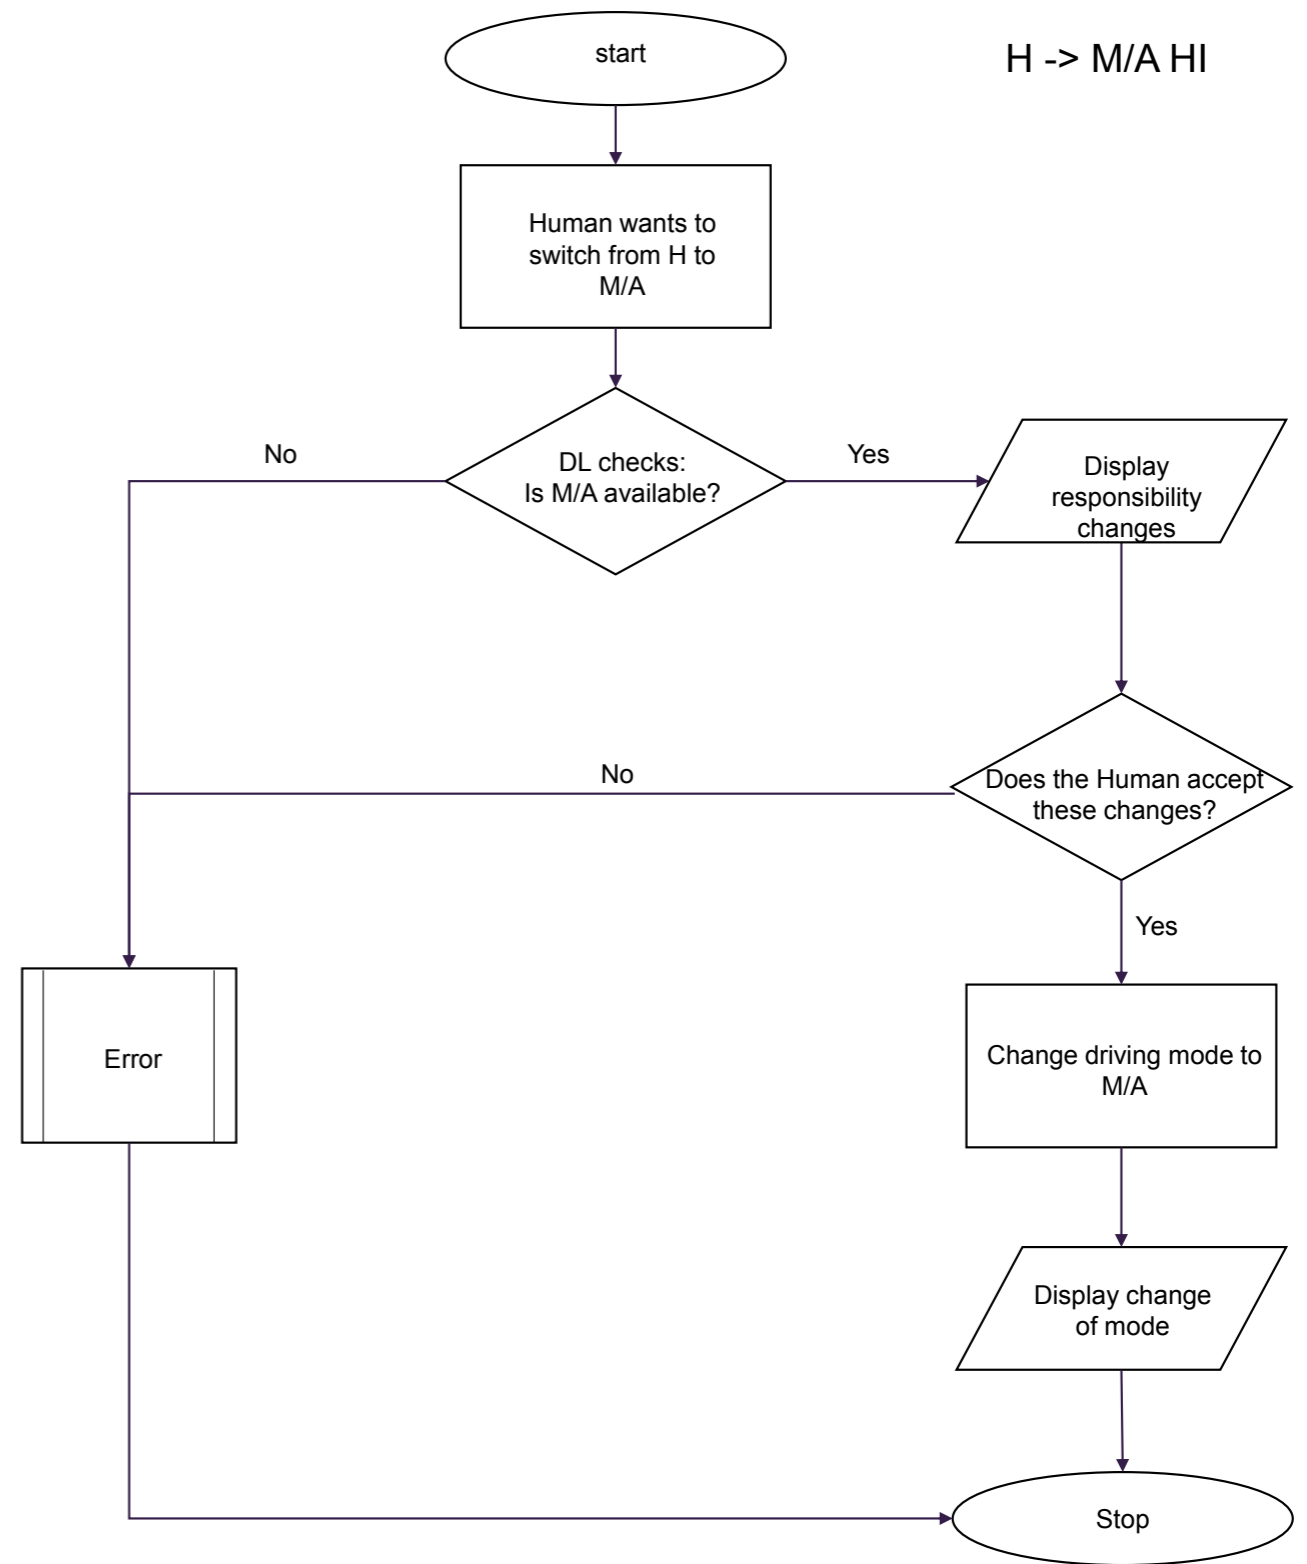 start
H -> M/A HI
Human wants to
switch from H to
M/A
No
DL checks:
Is M/A available?
Yes
Display
responsibility
changes
No
Does the Human accept
these changes?
Yes
Error
Change driving mode to
M/A
Display change
of mode
Stop